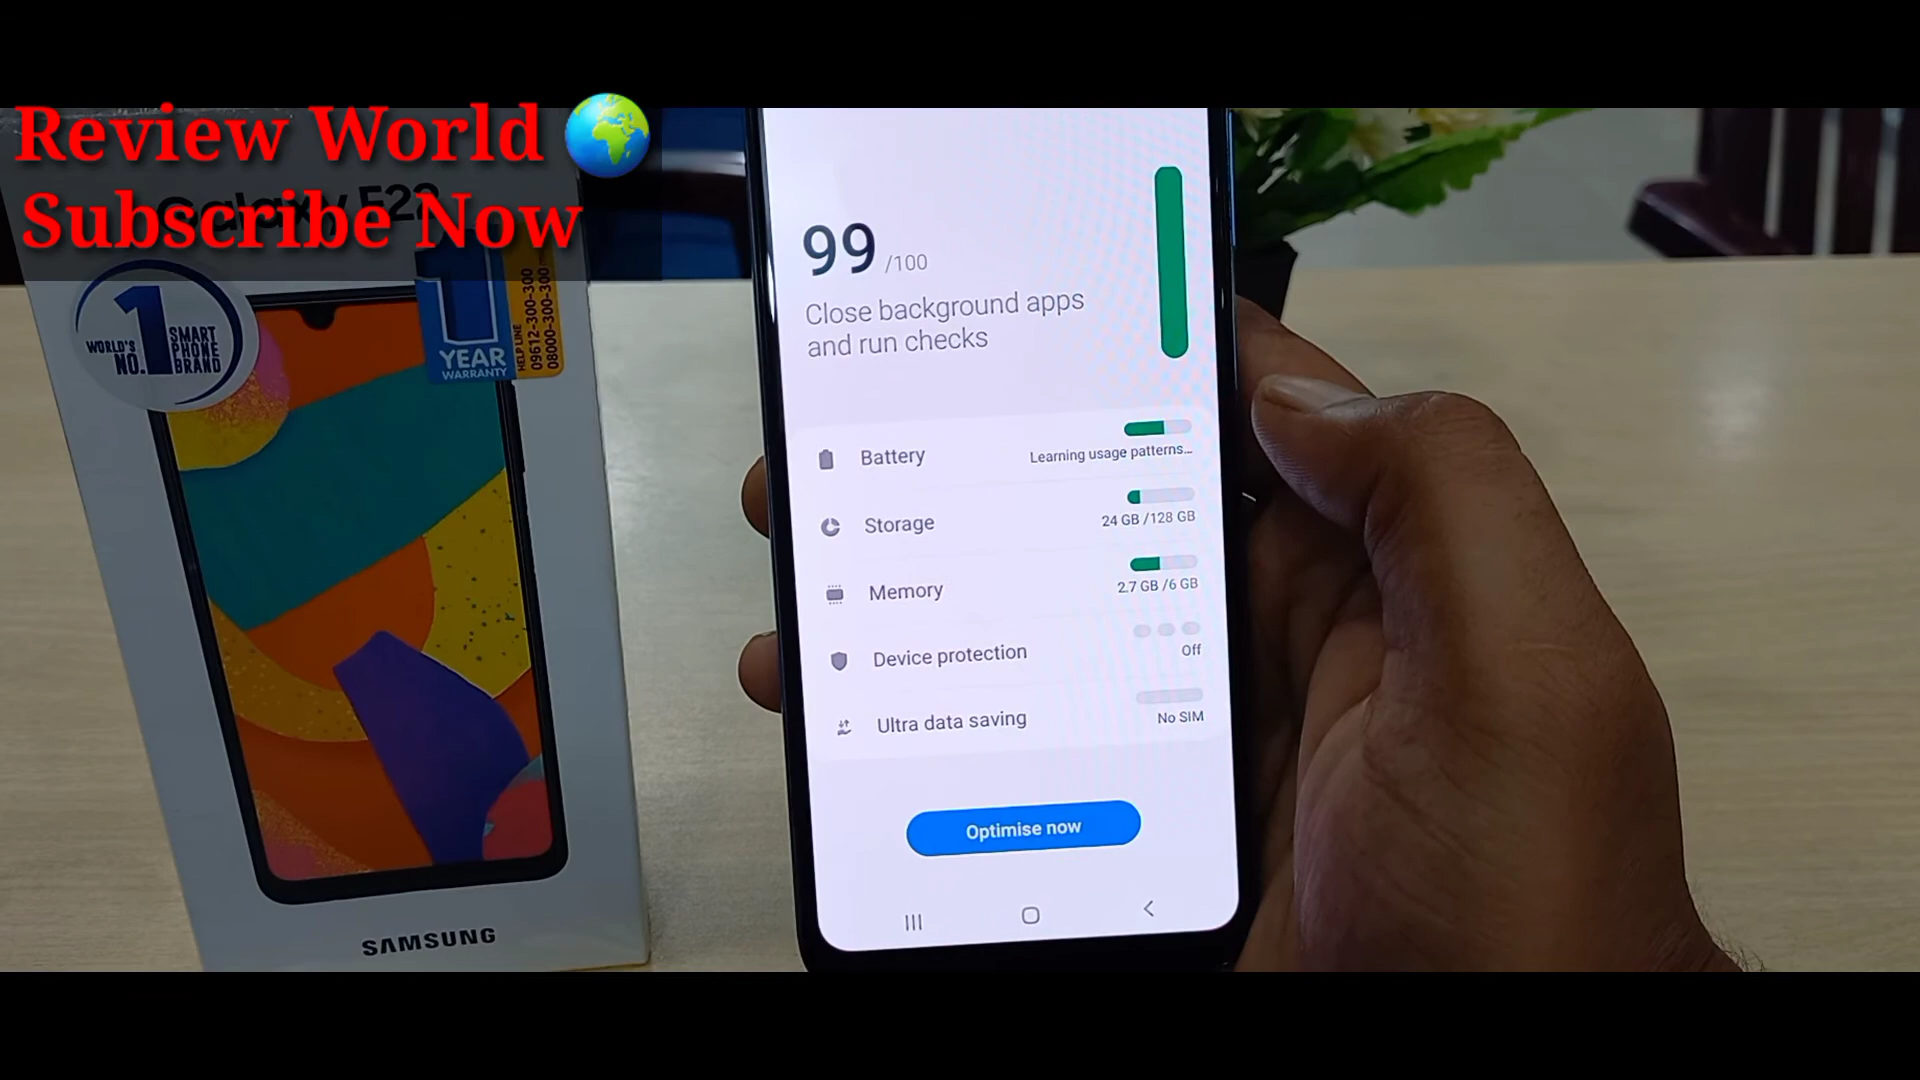 Review World 🌍
Subscribe Now
Galaxy F22
WORLD'S NO. 1 SMART PHONE BRAND
1 YEAR WARRANTY
HELP LINE
09612-300-300
08000-300-300
SAMSUNG
99 /100
Close background apps
and run checks
Battery
Learning usage patterns...
Storage
24 GB /128 GB
Memory
2.7 GB /6 GB
Device protection
Off
Ultra data saving
No SIM
Optimise now